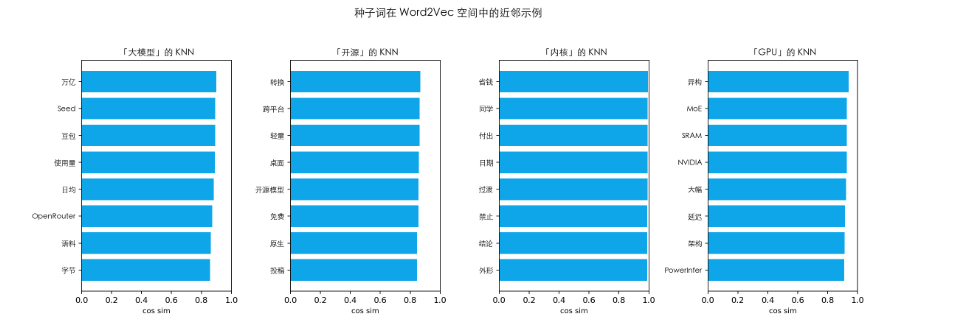 种子词在 Word2Vec 空间中的近邻示例
「大模型」的 KNN
万亿
Seed
豆包
使用量
日均
OpenRouter
语料
字节
0.0 0.2 0.4 0.6 0.8 1.0
cos sim
「开源」的 KNN
转换
跨平台
轻量
桌面
开源模型
免费
原生
投稿
0.0 0.2 0.4 0.6 0.8 1.0
cos sim
「内核」的 KNN
省钱
同学
付出
日期
过渡
禁止
结论
外形
0.0 0.2 0.4 0.6 0.8 1.0
cos sim
「GPU」的 KNN
异构
MoE
SRAM
NVIDIA
大幅
延迟
架构
PowerInfer
0.0 0.2 0.4 0.6 0.8 1.0
cos sim